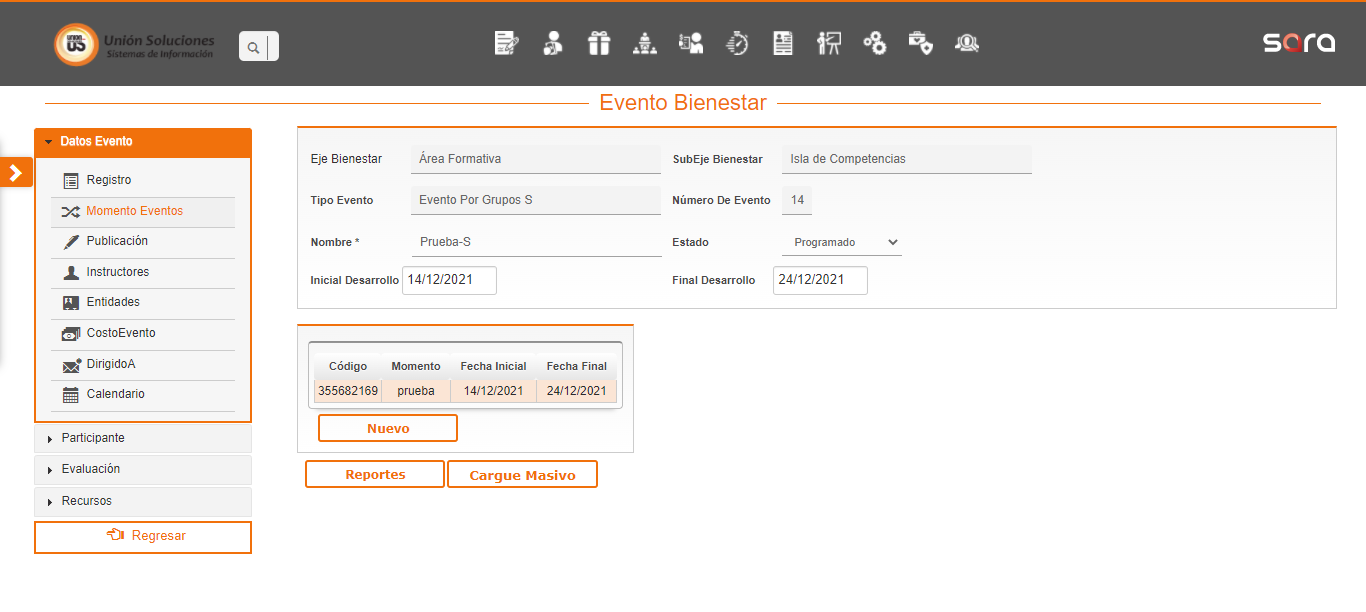 UNION
SOLUCIONES
US
Unión Soluciones
Sistemas de Información
sara
Evento Bienestar
Datos Evento
Registro
Momento Eventos
Publicación
Instructores
Entidades
CostoEvento
DirigidoA
Calendario
Participante
Evaluación
Recursos
Regresar
Eje Bienestar Área Formativa SubEje Bienestar Isla de Competencias
Tipo Evento Evento Por Grupos S Número De Evento 14
Nombre * Prueba-S Estado Programado
Inicial Desarrollo 14/12/2021 Final Desarrollo 24/12/2021
Código Momento Fecha Inicial Fecha Final
355682169 prueba 14/12/2021 24/12/2021
Nuevo
Reportes Cargue Masivo